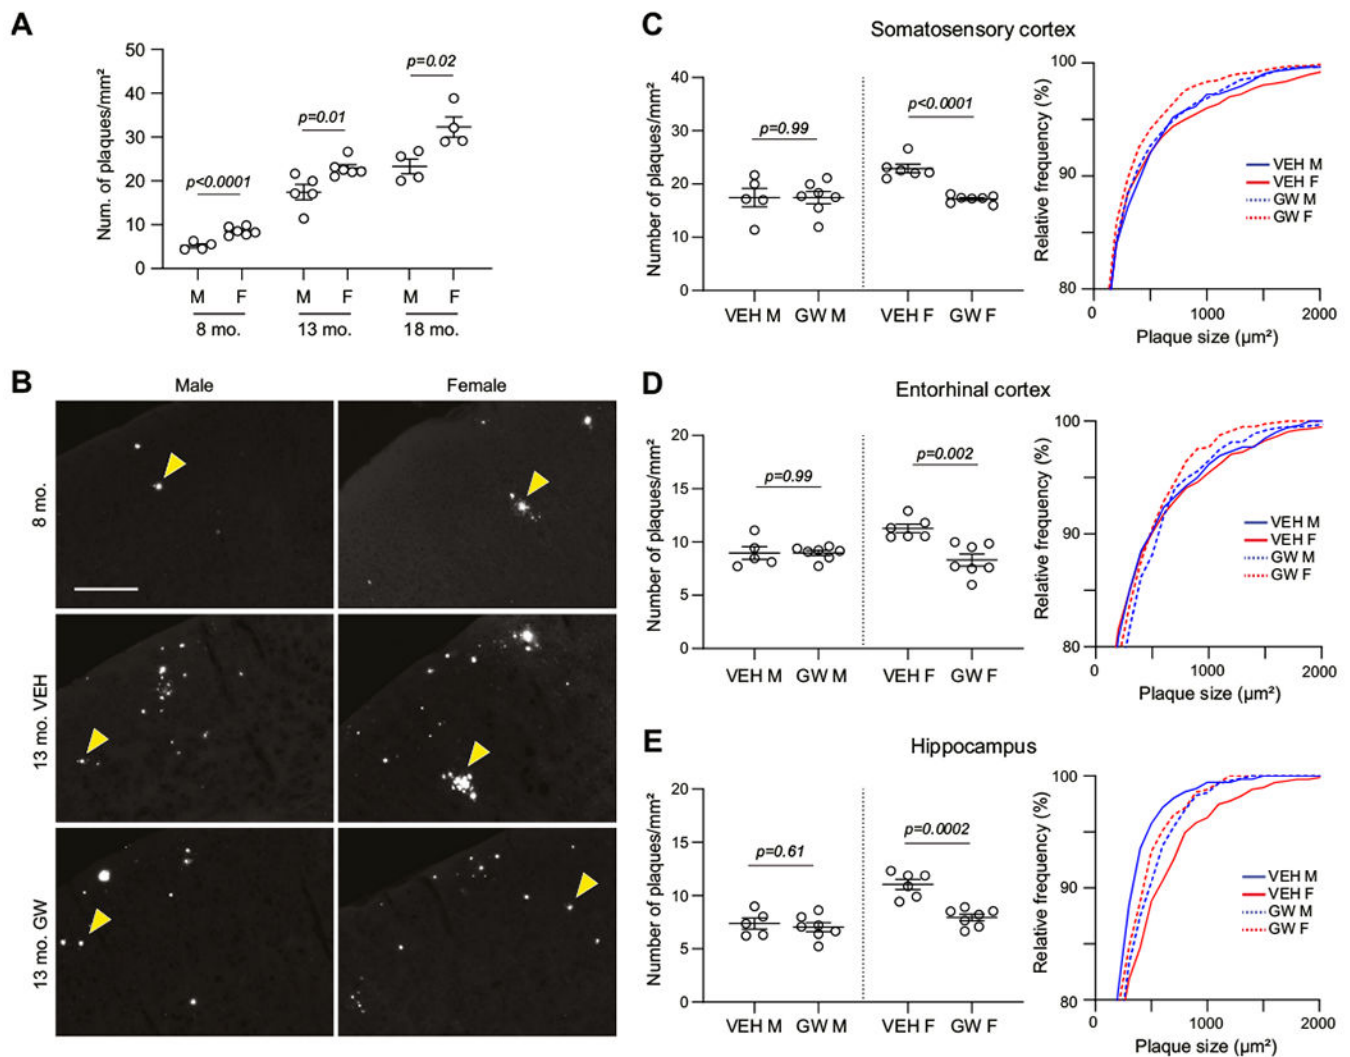 A
Num. of plaques/mm²
50
40
30
20
10
0
p<0.0001
p=0.01
p=0.02
M F M F M F
8 mo. 13 mo. 18 mo.
B
Male Female
8 mo.
13 mo. VEH
13 mo. GW
C
Somatosensory cortex
Number of plaques/mm²
40
30
20
10
0
p=0.99
p<0.0001
VEH M GW M VEH F GW F
Relative frequency (%)
100
90
80
VEH M
VEH F
GW M
GW F
0 1000 2000
Plaque size (µm²)
D
Entorhinal cortex
Number of plaques/mm²
20
15
10
5
0
p=0.99
p=0.002
VEH M GW M VEH F GW F
Relative frequency (%)
100
90
80
VEH M
VEH F
GW M
GW F
0 1000 2000
Plaque size (µm²)
E
Hippocampus
Number of plaques/mm²
20
15
10
5
0
p=0.61
p=0.0002
VEH M GW M VEH F GW F
Relative frequency (%)
100
90
80
VEH M
VEH F
GW M
GW F
0 1000 2000
Plaque size (µm²)